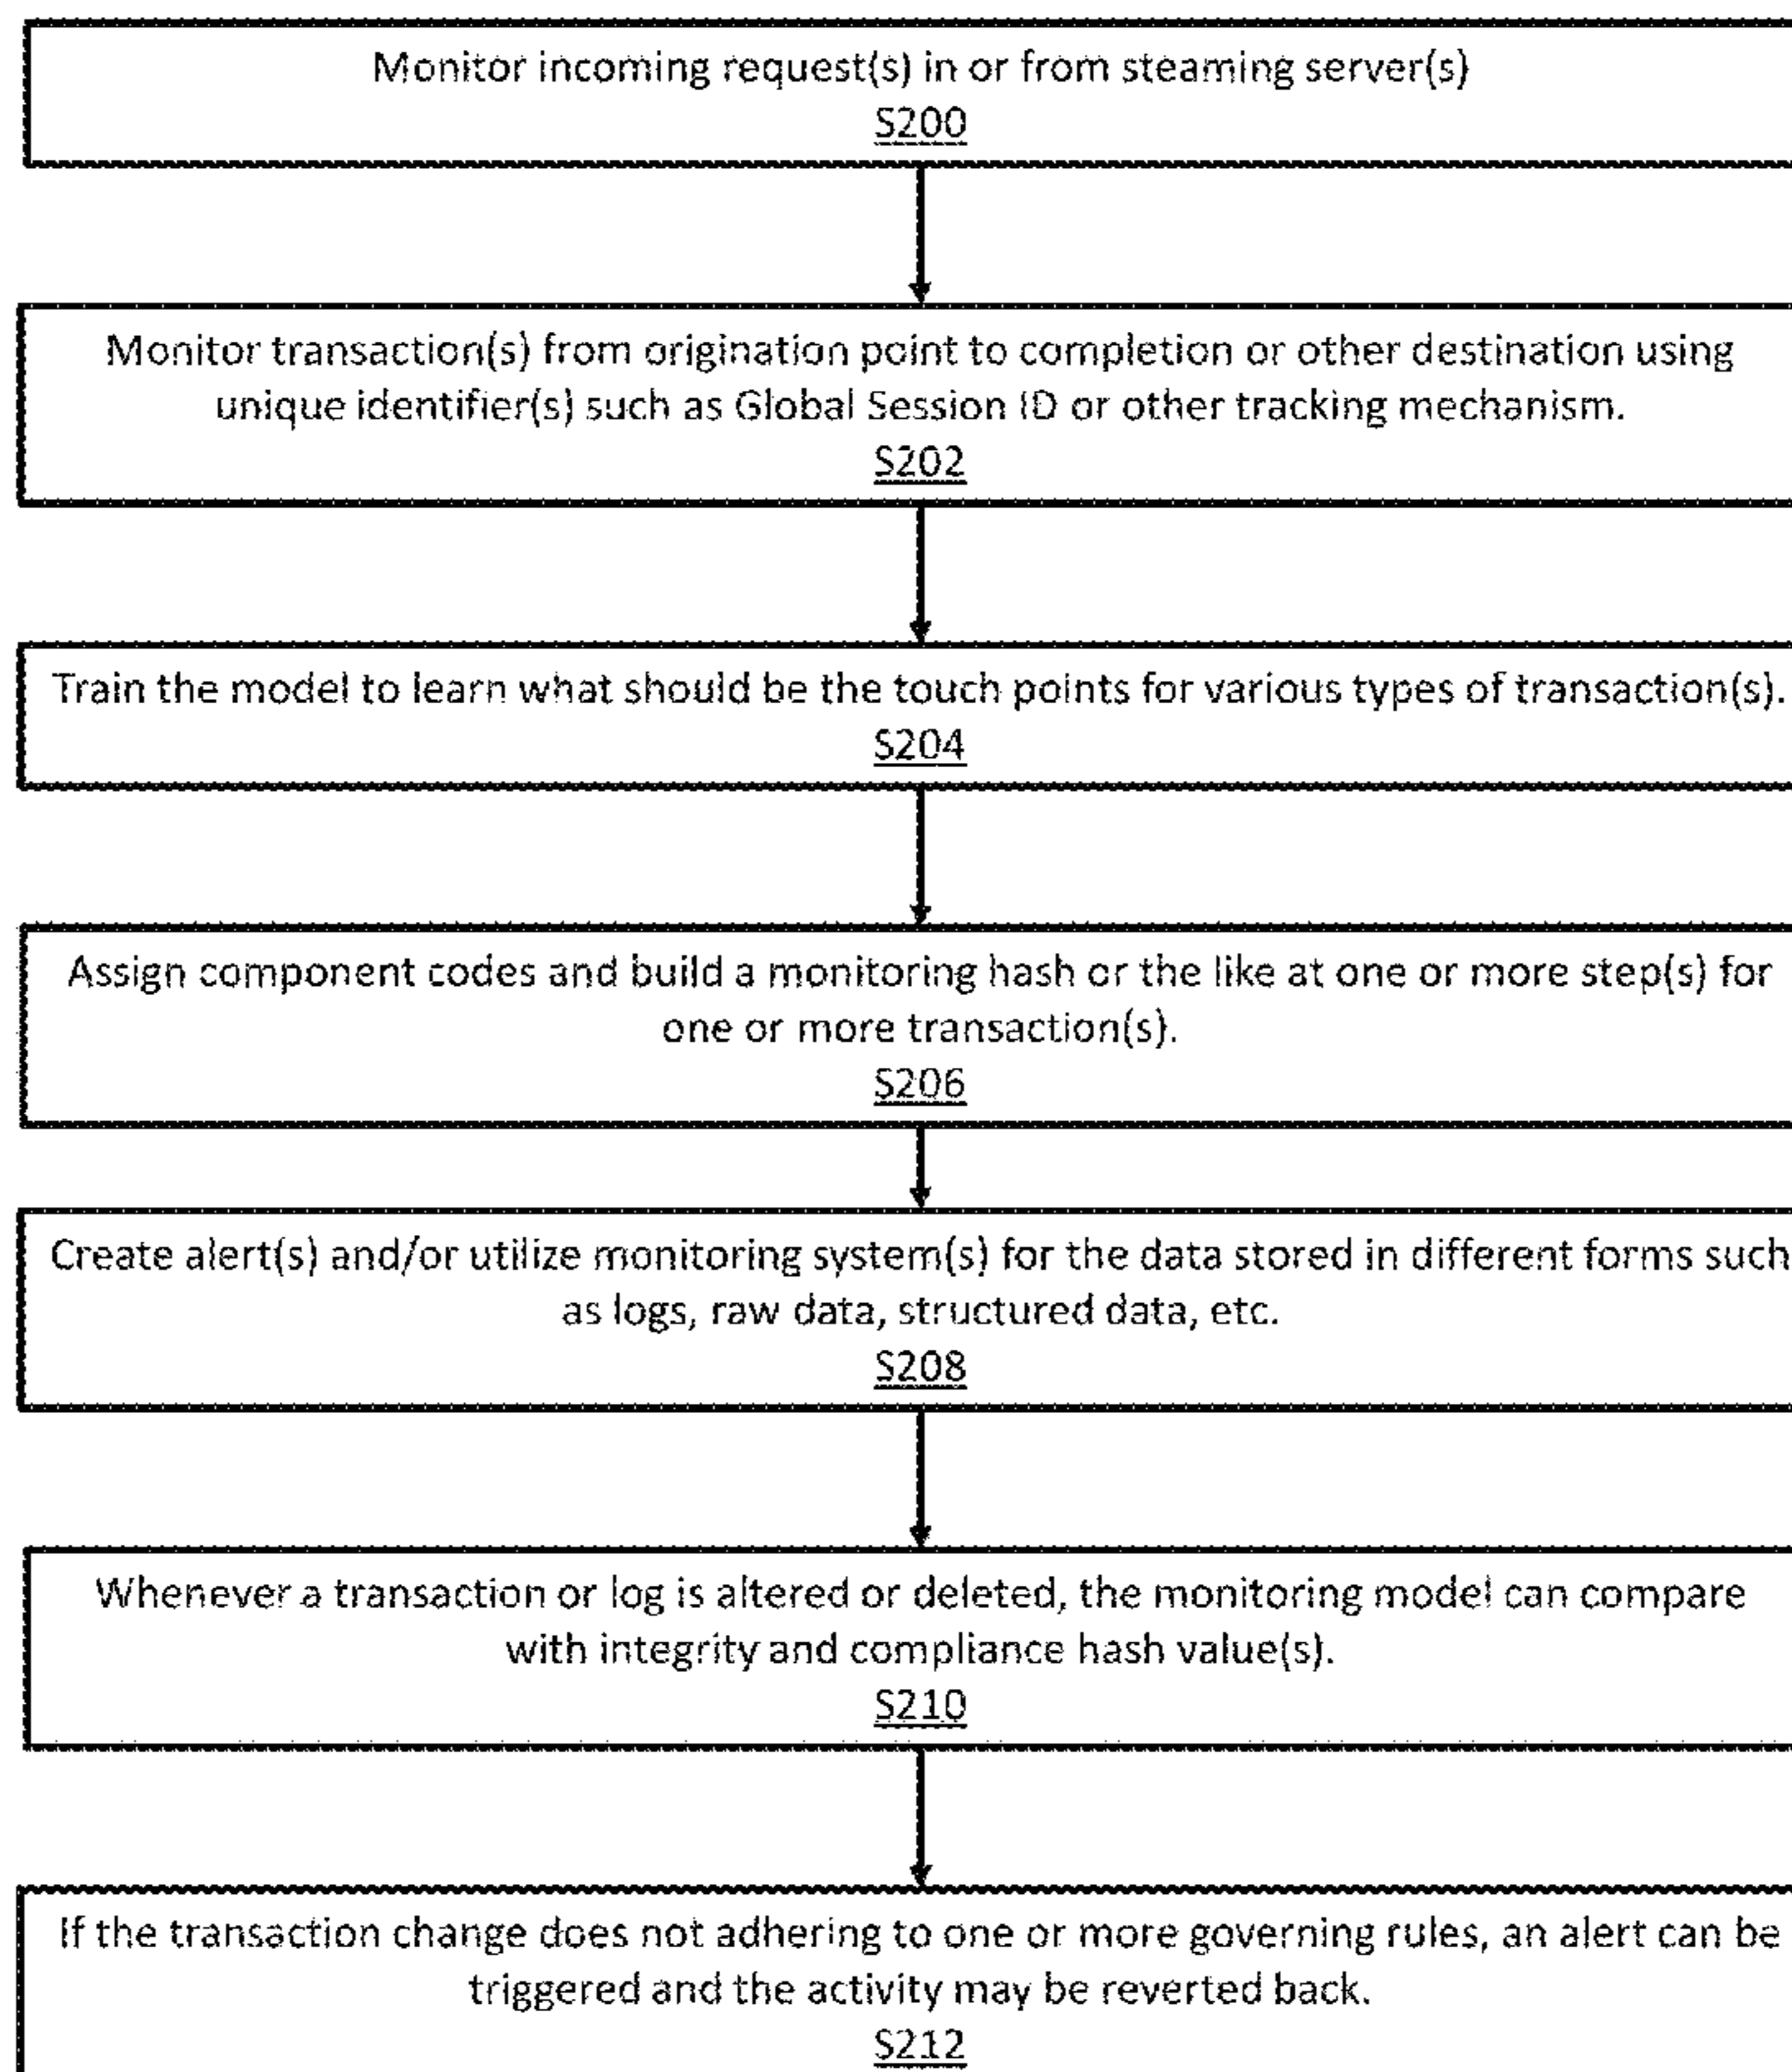 Monitor incoming request(s) in or from steaming server(s)
S200
Monitor transaction(s) from origination point to completion or other destination using
unique identifier(s) such as Global Session ID or other tracking mechanism.
S202
Train the model to learn what should be the touch points for various types of transaction(s).
S204
Assign component codes and build a monitoring hash or the like at one or more step(s) for
one or more transaction(s).
S206
Create alert(s) and/or utilize monitoring system(s) for the data stored in different forms such
as logs, raw data, structured data, etc.
S208
Whenever a transaction or log is altered or deleted, the monitoring model can compare
with integrity and compliance hash value(s).
S210
If the transaction change does not adhering to one or more governing rules, an alert can be
triggered and the activity may be reverted back.
S212